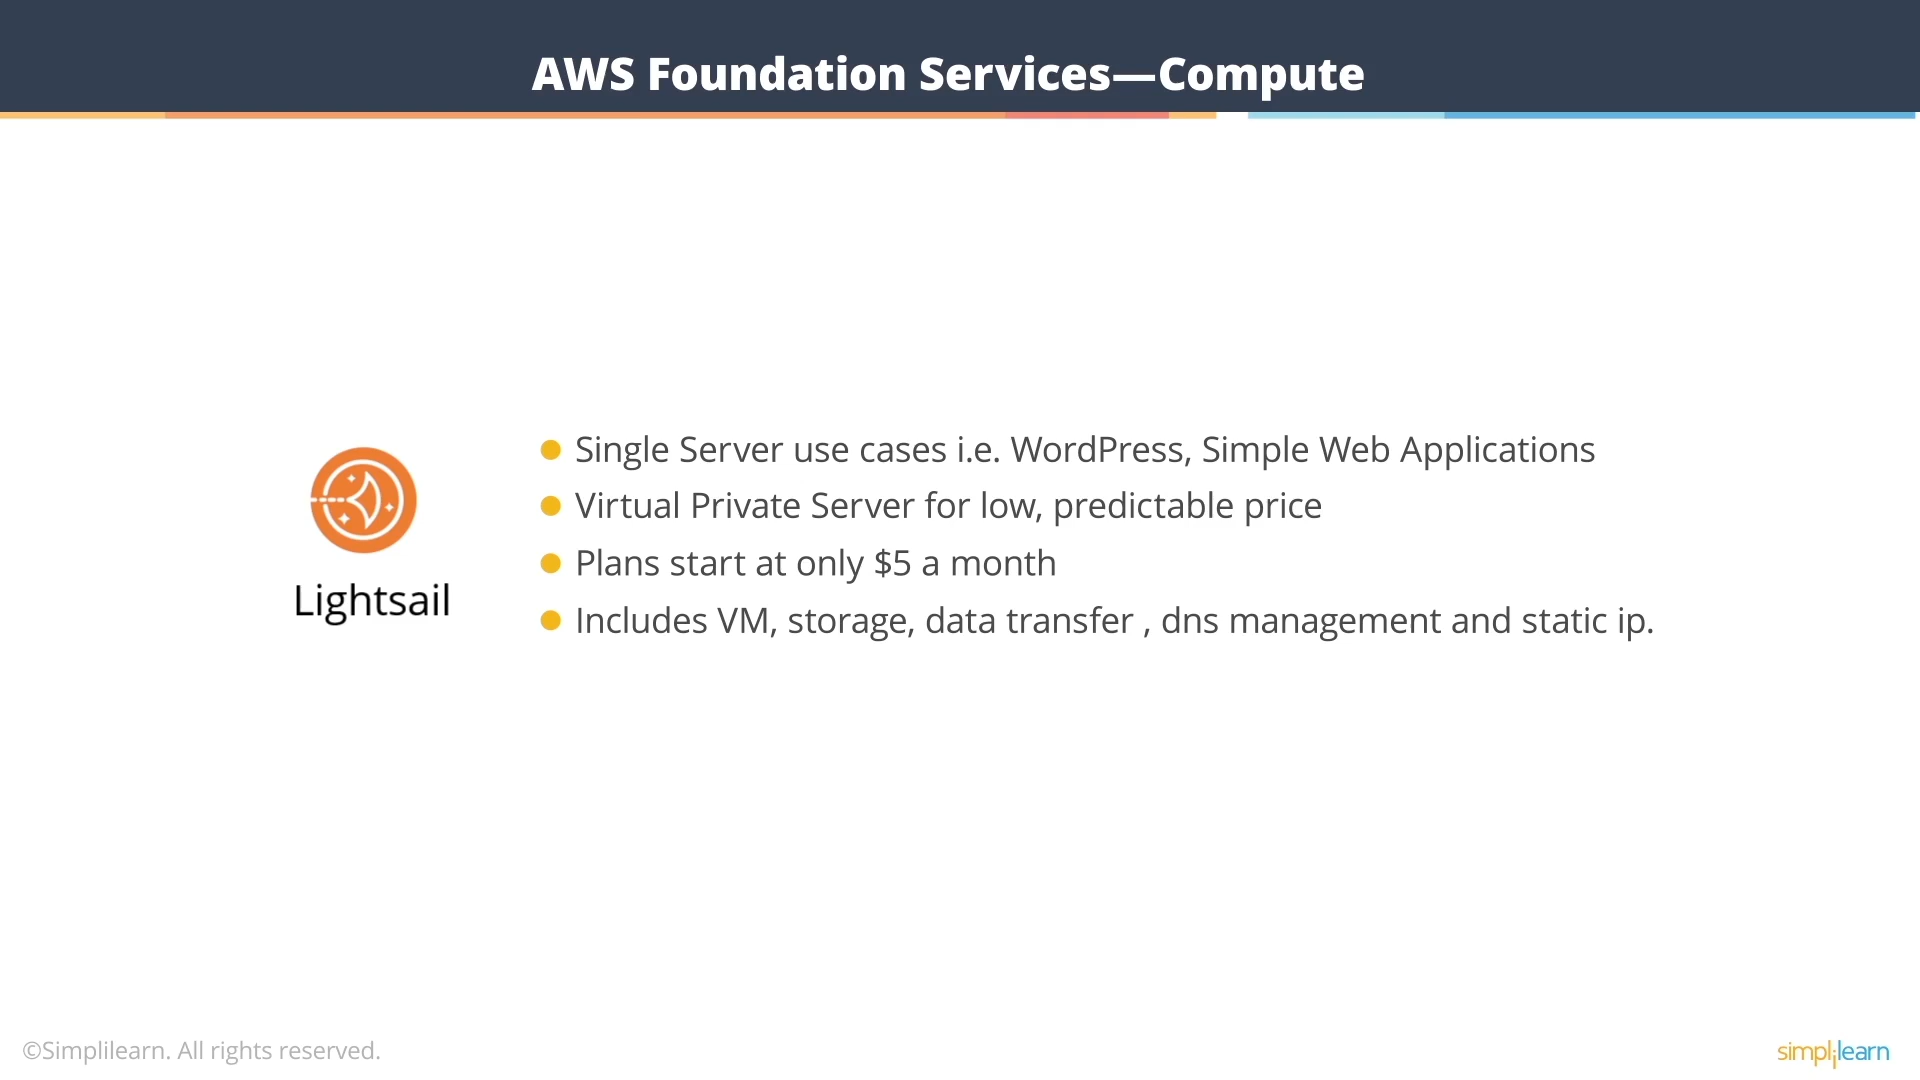 AWS Foundation Services—Compute
Single Server use cases i.e. WordPress, Simple Web Applications
Virtual Private Server for low, predictable price
Plans start at only $5 a month
Includes VM, storage, data transfer , dns management and static ip.
Lightsail
©Simplilearn. All rights reserved.
simplilearn